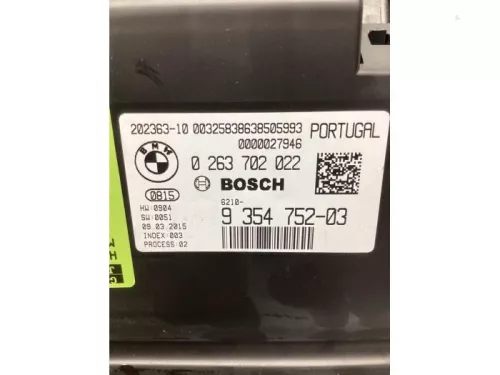 202363-10 00325838638505993 PORTUGAL
0000027946
BMW
0 263 702 022
0815
BOSCH
HW:0904
6210-
SW:0051
9 354 752-03
09.03.2015
INDEX:003
PROCESS:02